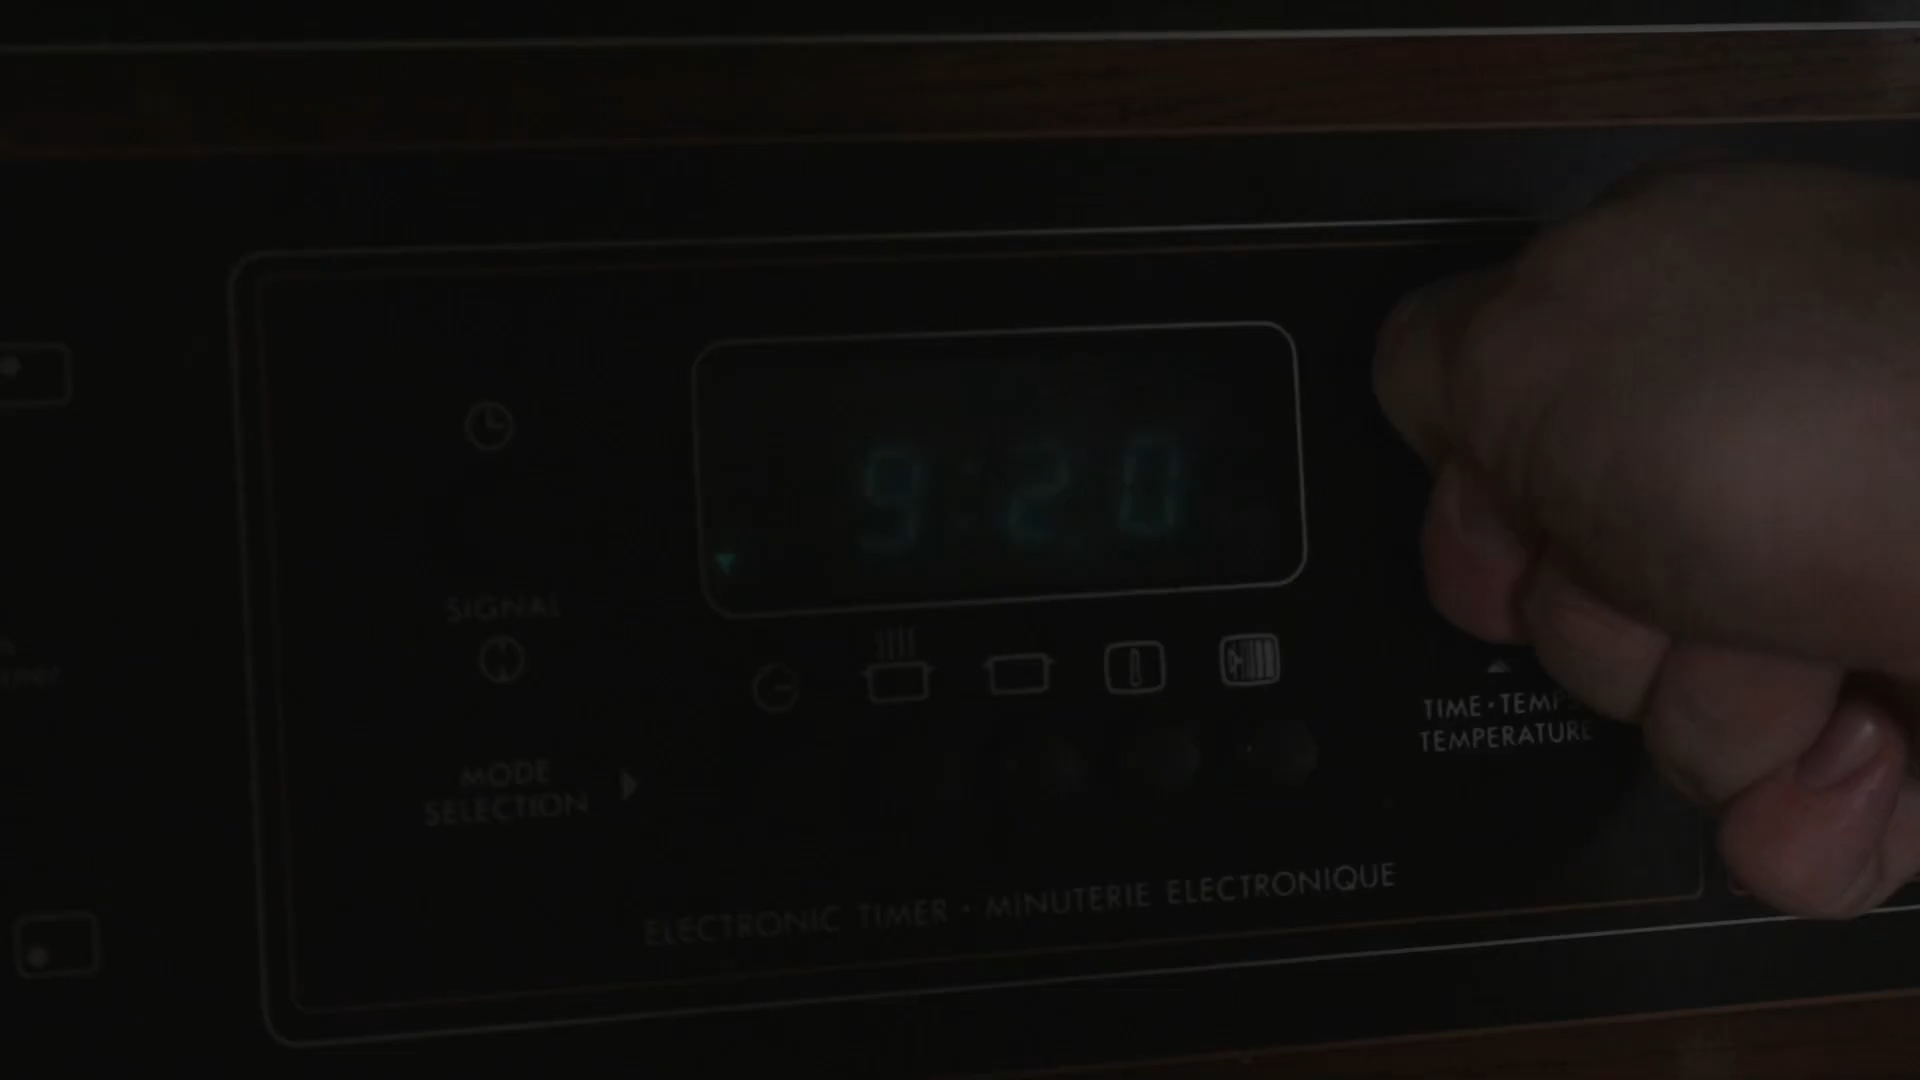 9:20
SIGNAL
TIME • TEMP
TEMPERATURE
MODE
SELECTION
ELECTRONIC TIMER • MINUTERIE ELECTRONIQUE